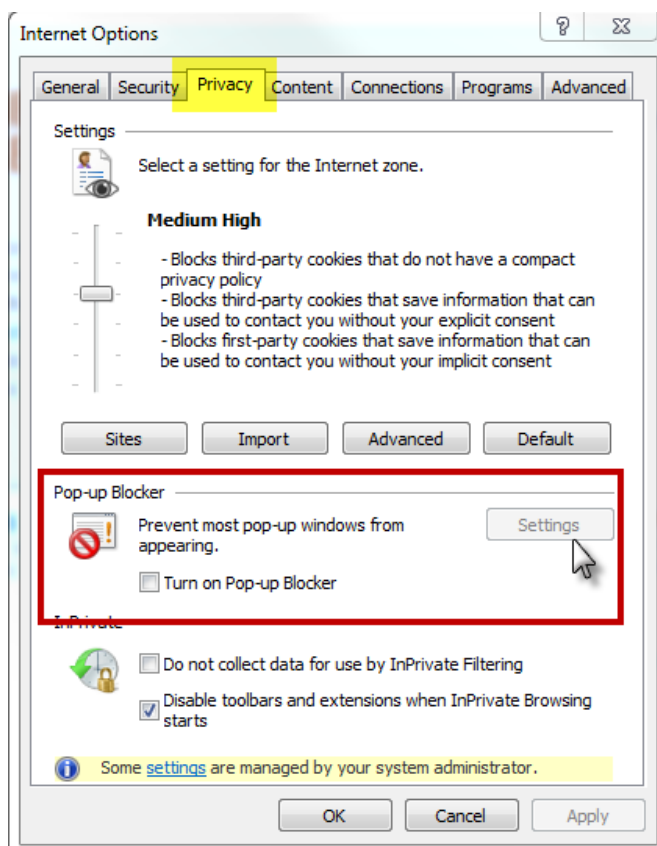 Internet Options
General Security Privacy Content Connections Programs Advanced
Settings
Select a setting for the Internet zone.
Medium High
- Blocks third-party cookies that do not have a compact
privacy policy
- Blocks third-party cookies that save information that can
be used to contact you without your explicit consent
- Blocks first-party cookies that save information that can
be used to contact you without your implicit consent
Sites Import Advanced Default
Pop-up Blocker
Prevent most pop-up windows from
appearing.
Settings
Turn on Pop-up Blocker
InPrivate
Do not collect data for use by InPrivate Filtering
Disable toolbars and extensions when InPrivate Browsing
starts
Some settings are managed by your system administrator.
OK Cancel Apply